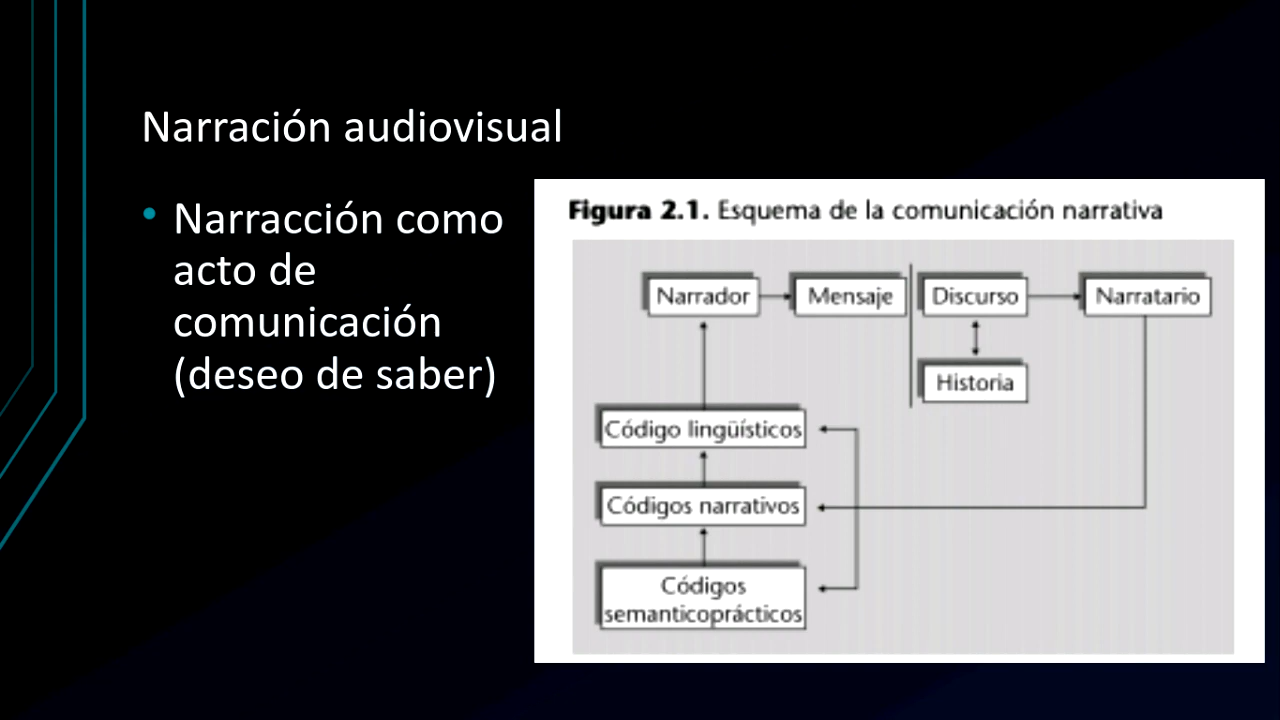 Narración audiovisual
• Narracción como
acto de
comunicación
(deseo de saber)
Figura 2.1. Esquema de la comunicación narrativa
Narrador
Mensaje
Discurso
Narratario
Historia
Código lingüísticos
Códigos narrativos
Códigos
semanticoprácticos